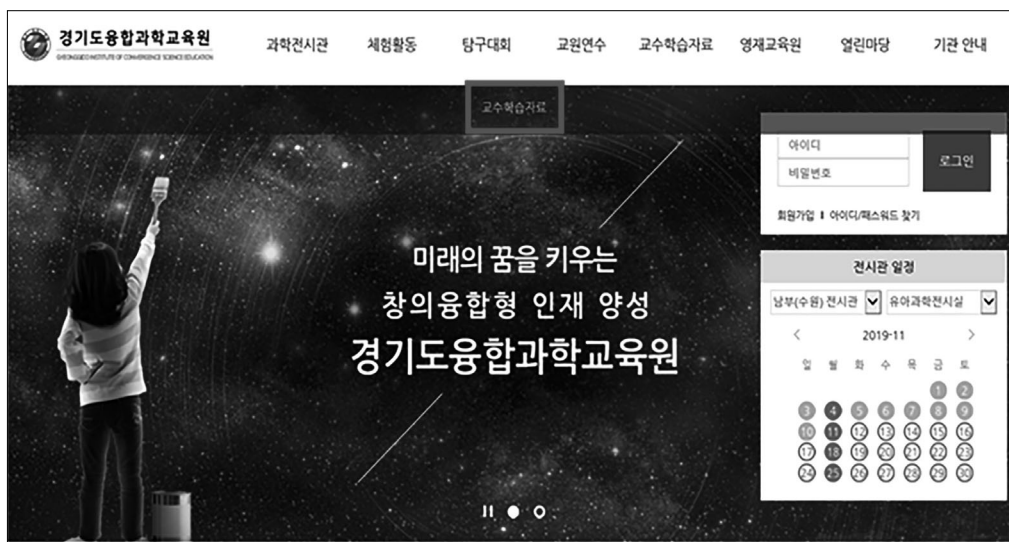 경기도융합과학교육원
GYEONGGIDO INSTITUTE OF CONVERGENCE SCIENCE EDUCATION
과학전시관 체험활동 탐구대회 교원연수 교수학습자료 영재교육원 열린마당 기관 안내
교수학습자료
아이디
비밀번호
로그인
회원가입 I 아이디/패스워드 찾기
미래의 꿈을 키우는
창의융합형 인재 양성
경기도융합과학교육원
전시관 일정
남부(수원) 전시관 유아과학전시실
< 2019-11 >
일 월 화 수 목 금 토
1 2
3 4 5 6 7 8 9
10 11 12 13 14 15 16
17 18 19 20 21 22 23
24 25 26 27 28 29 30